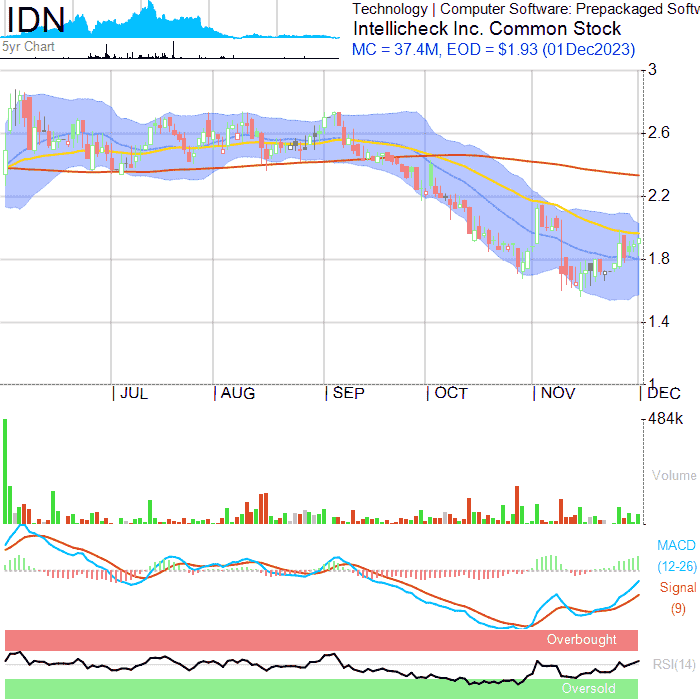 IDN
5yr Chart
Technology | Computer Software: Prepackaged Softw
Intellicheck Inc. Common Stock
MC = 37.4M, EOD = $1.93 (01Dec2023)
3
2.6
2.2
1.8
1.4
1
JUL AUG SEP OCT NOV DEC
484k
Volume
MACD
(12-26)
Signal
(9)
Overbought
RSI(14)
Oversold